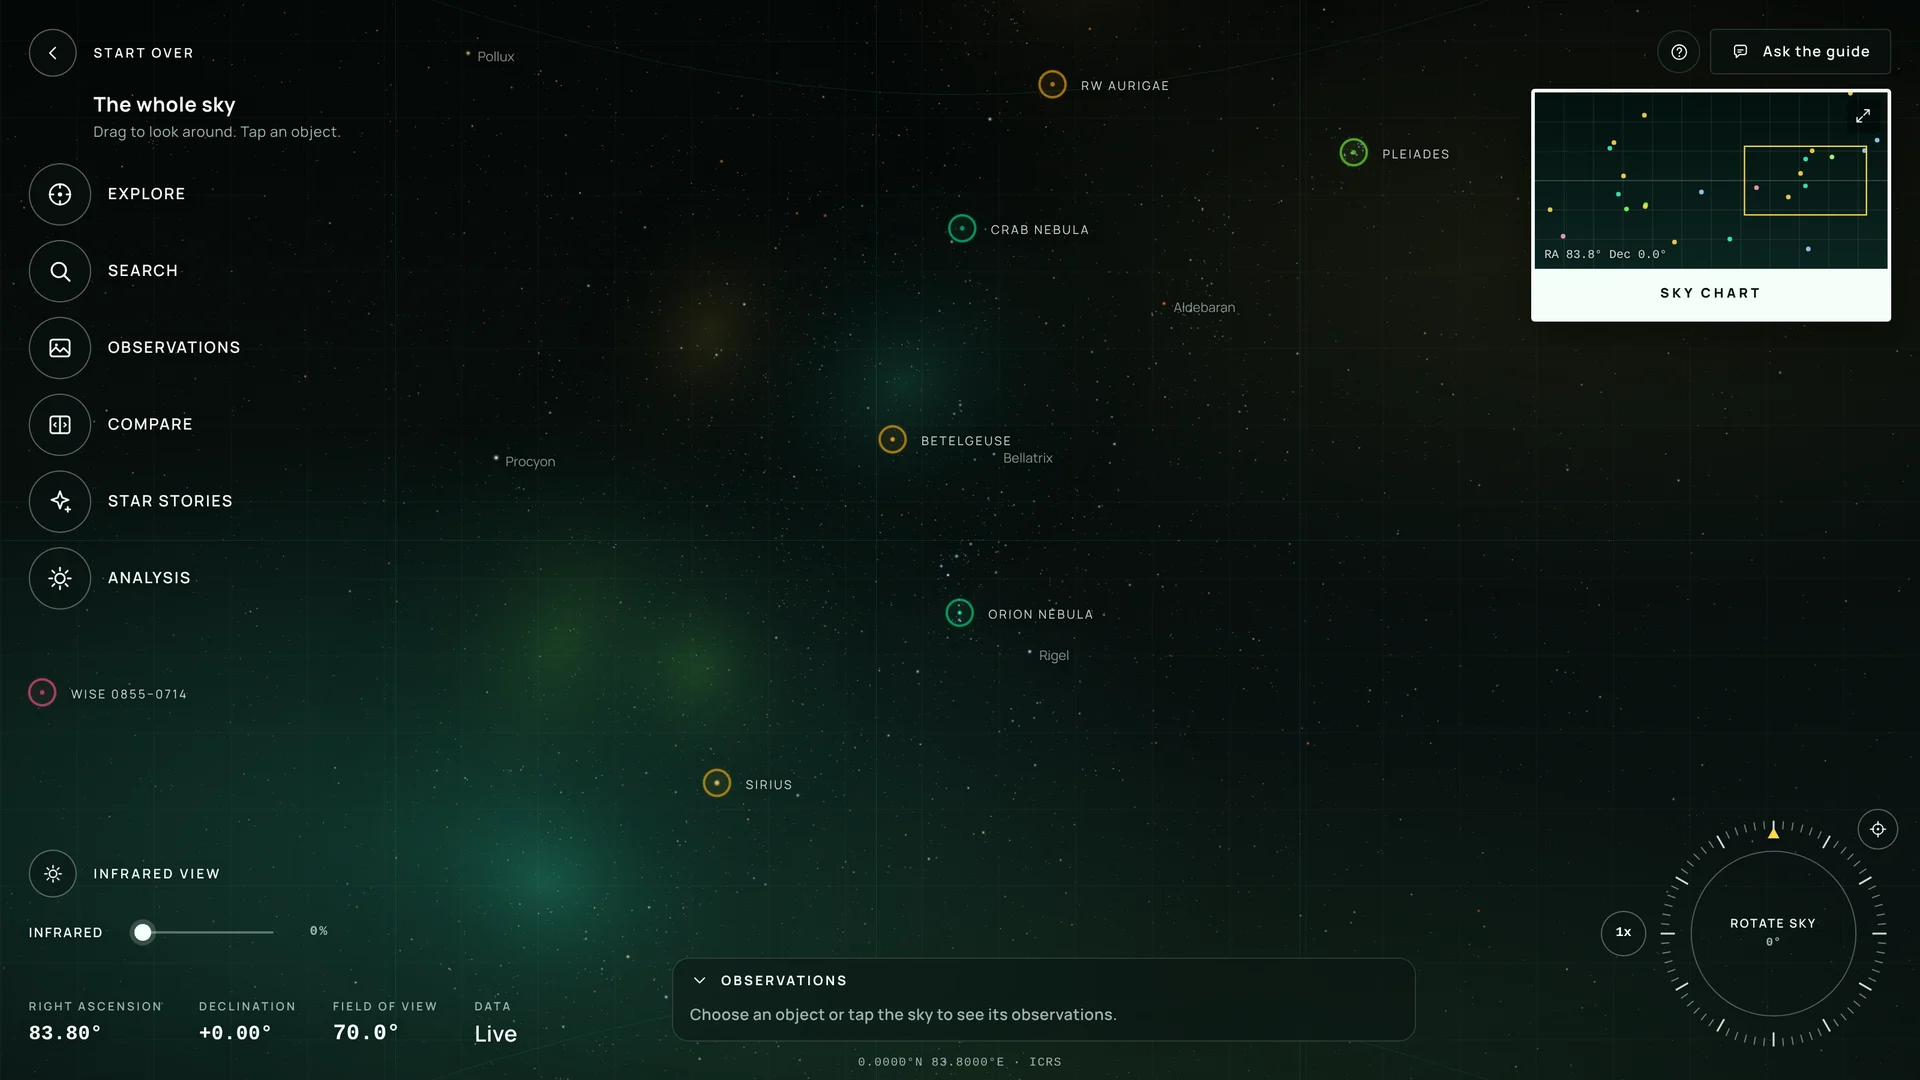 START OVER
The whole sky
Drag to look around. Tap an object.
EXPLORE
SEARCH
OBSERVATIONS
COMPARE
STAR STORIES
ANALYSIS
Pollux
RW AURIGAE
PLEIADES
CRAB NEBULA
Aldebaran
BETELGEUSE
Bellatrix
Procyon
ORION NEBULA
Rigel
WISE 0855−0714
SIRIUS
Ask the guide
RA 83.8° Dec 0.0°
SKY CHART
INFRARED VIEW
INFRARED 0%
RIGHT ASCENSION DECLINATION FIELD OF VIEW DATA
83.80° +0.00° 70.0° Live
OBSERVATIONS
Choose an object or tap the sky to see its observations.
0.0000°N 83.8000°E · ICRS
1x
ROTATE SKY
0°